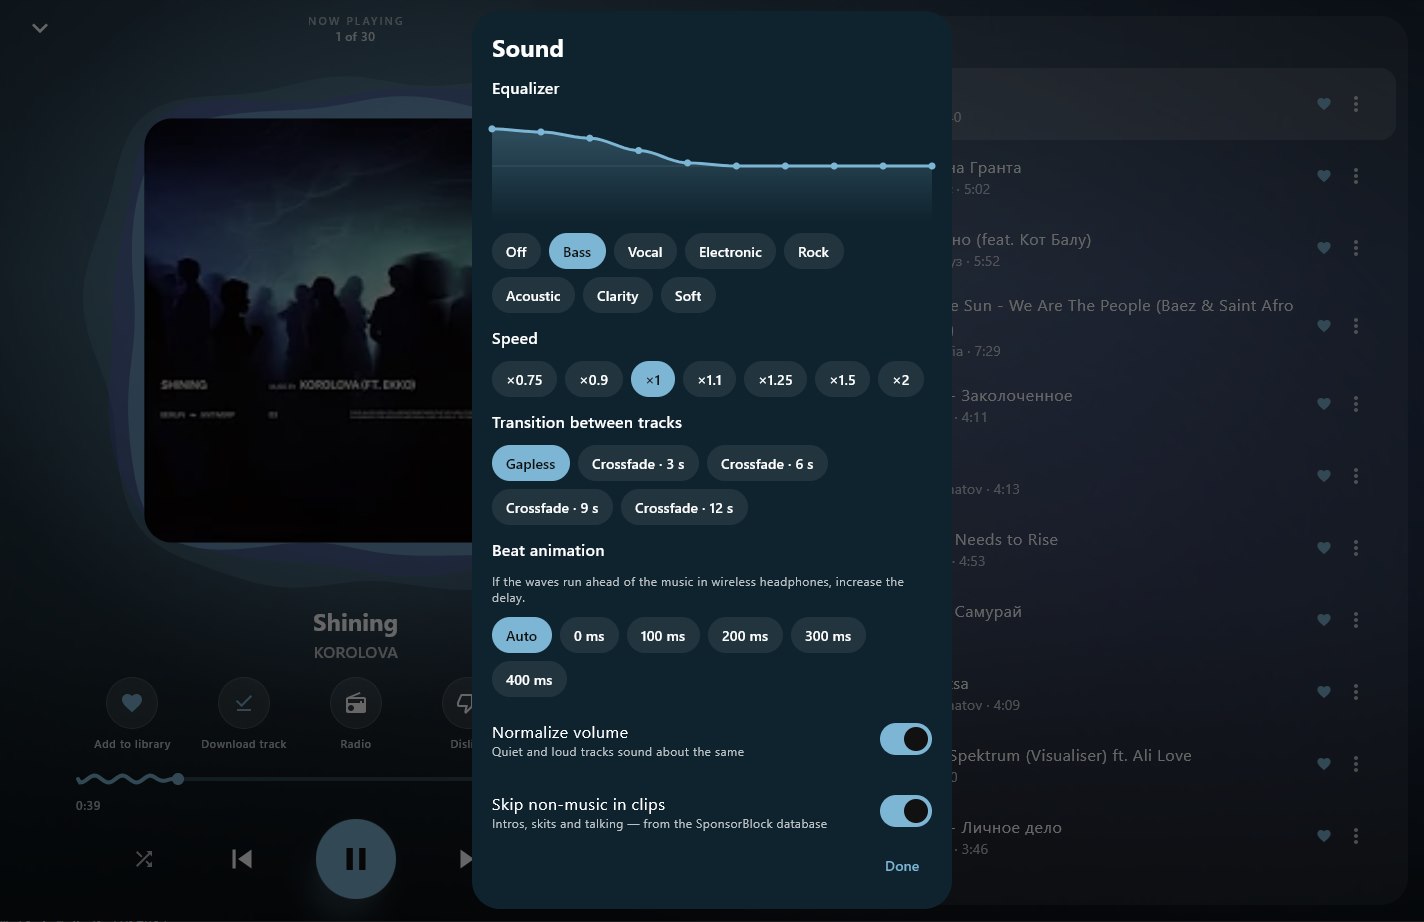 NOW PLAYING
1 of 30
SHINING
KOROLOVA (FT. EKKO)
Shining
KOROLOVA
Add to library
Download track
Radio
0:39
Sound
Equalizer
Off
Bass
Vocal
Electronic
Rock
Acoustic
Clarity
Soft
Speed
×0.75
×0.9
×1
×1.1
×1.25
×1.5
×2
Transition between tracks
Gapless
Crossfade · 3 s
Crossfade · 6 s
Crossfade · 9 s
Crossfade · 12 s
Beat animation
If the waves run ahead of the music in wireless headphones, increase the
delay.
Auto
0 ms
100 ms
200 ms
300 ms
400 ms
Normalize volume
Quiet and loud tracks sound about the same
Skip non-music in clips
Intros, skits and talking — from the SponsorBlock database
Done
на Гранта
· 5:02
но (feat. Кот Балу)
· 5:52
e Sun - We Are The People (Baez & Saint Afro
ia · 7:29
- Заколоченное
· 4:11
natov · 4:13
Needs to Rise
· 4:53
Самурай
natov · 4:09
Spektrum (Visualiser) ft. Ali Love
- Личное дело
· 3:46